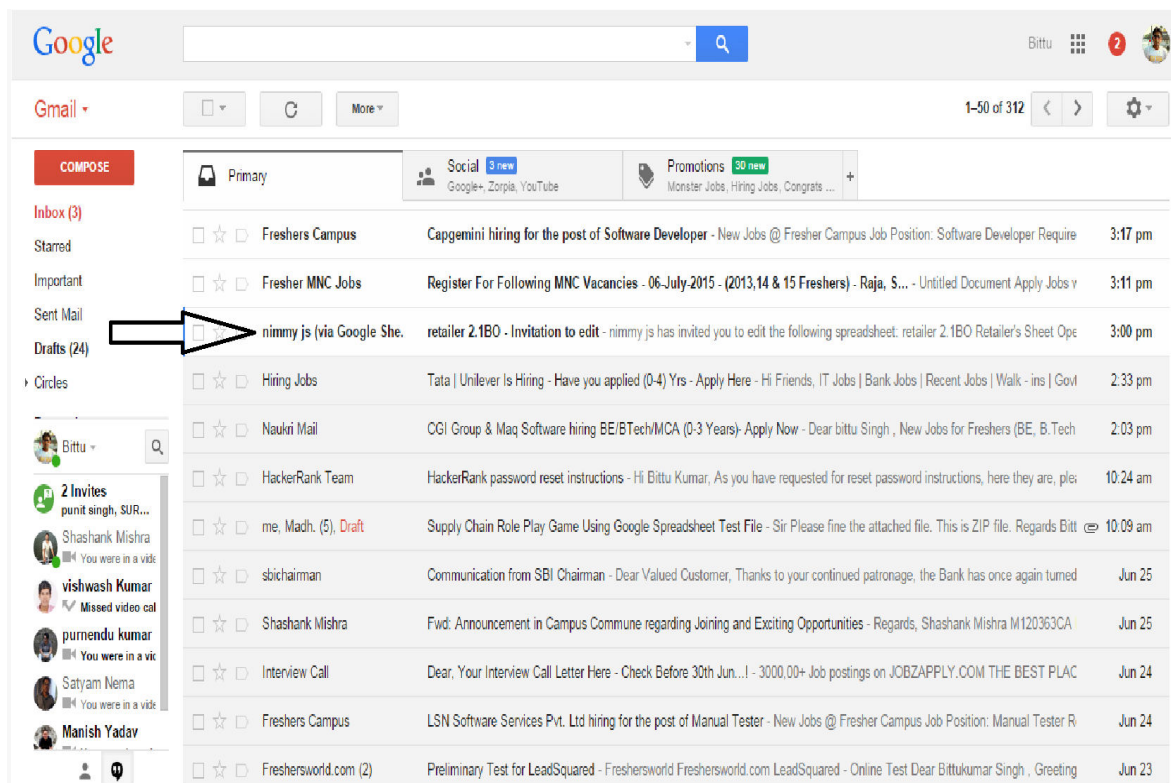 Google
Bittu
2
Gmail
More
1–50 of 312
COMPOSE
Primary
Social 3 new
Google+, Zorpia, YouTube
Promotions 30 new
Monster Jobs, Hiring Jobs, Congrats ...
+
Inbox (3)
Starred
Important
Sent Mail
Drafts (24)
Circles
Freshers Campus Capgemini hiring for the post of Software Developer - New Jobs @ Fresher Campus Job Position: Software Developer Require 3:17 pm
Fresher MNC Jobs Register For Following MNC Vacancies - 06-July-2015 - (2013,14 & 15 Freshers) - Raja, S... - Untitled Document Apply Jobs v 3:11 pm
nimmy js (via Google She. retailer 2.1BO - Invitation to edit - nimmy js has invited you to edit the following spreadsheet: retailer 2.1BO Retailer's Sheet Ope 3:00 pm
Hiring Jobs Tata | Unilever Is Hiring - Have you applied (0-4) Yrs - Apply Here - Hi Friends, IT Jobs | Bank Jobs | Recent Jobs | Walk - ins | Govt 2:33 pm
Naukri Mail CGI Group & Maq Software hiring BE/BTech/MCA (0-3 Years)- Apply Now - Dear bittu Singh , New Jobs for Freshers (BE, B.Tech 2:03 pm
HackerRank Team HackerRank password reset instructions - Hi Bittu Kumar, As you have requested for reset password instructions, here they are, plea 10:24 am
me, Madh. (5), Draft Supply Chain Role Play Game Using Google Spreadsheet Test File - Sir Please fine the attached file. This is ZIP file. Regards Bitt 10:09 am
sbichairman Communication from SBI Chairman - Dear Valued Customer, Thanks to your continued patronage, the Bank has once again turned Jun 25
Shashank Mishra Fwd: Announcement in Campus Commune regarding Joining and Exciting Opportunities - Regards, Shashank Mishra M120363CA Jun 25
Interview Call Dear, Your Interview Call Letter Here - Check Before 30th Jun...! - 3000,00+ Job postings on JOBZAPPLY.COM THE BEST PLAC Jun 24
Freshers Campus LSN Software Services Pvt. Ltd hiring for the post of Manual Tester - New Jobs @ Fresher Campus Job Position: Manual Tester R Jun 24
Freshersworld.com (2) Preliminary Test for LeadSquared - Freshersworld Freshersworld.com LeadSquared - Online Test Dear Bittukumar Singh , Greeting Jun 23
Bittu
2 Invites
punit singh, SUR...
Shashank Mishra
You were in a vide
vishwash Kumar
Missed video cal
purnendu kumar
You were in a vic
Satyam Nema
You were in a vide
Manish Yadav